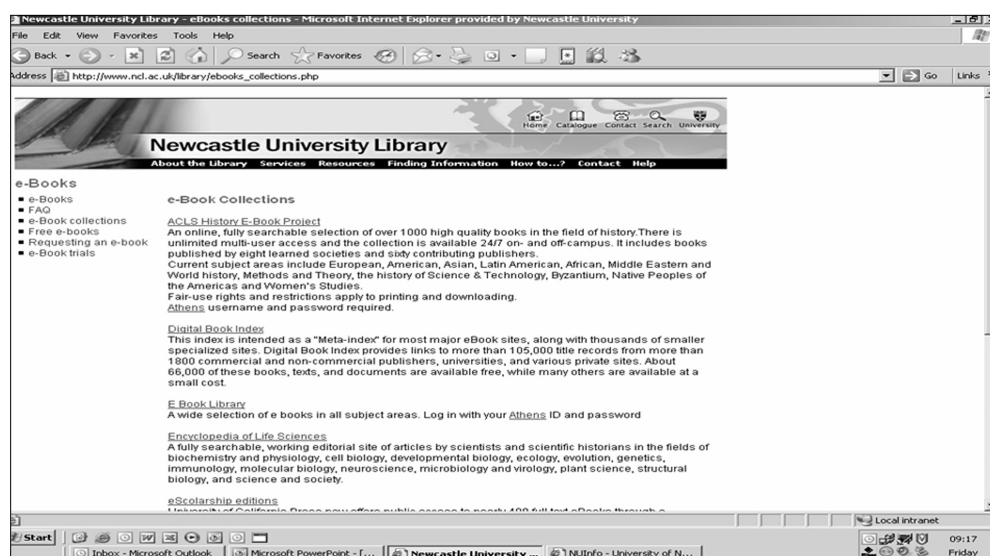 Newcastle University Library - eBooks collections - Microsoft Internet Explorer provided by Newcastle University
File Edit View Favorites Tools Help
Back Search Favorites
Address http://www.ncl.ac.uk/library/ebooks_collections.php Go Links
Home Catalogue Contact Search University
Newcastle University Library
About the Library Services Resources Finding Information How to...? Contact Help
e-Books
e-Books
FAQ
e-Book collections
Free e-books
Requesting an e-book
e-Book trials
e-Book Collections
ACLS History E-Book Project
An online, fully searchable selection of over 1000 high quality books in the field of history.There is
unlimited multi-user access and the collection is available 24/7 on- and off-campus. It includes books
published by eight learned societies and sixty contributing publishers.
Current subject areas include European, American, Asian, Latin American, African, Middle Eastern and
World history, Methods and Theory, the history of Science & Technology, Byzantium, Native Peoples of
the Americas and Women's Studies.
Fair-use rights and restrictions apply to printing and downloading.
Athens username and password required.
Digital Book Index
This index is intended as a "Meta-index" for most major eBook sites, along with thousands of smaller
specialized sites. Digital Book Index provides links to more than 105,000 title records from more than
1800 commercial and non-commercial publishers, universities, and various private sites. About
66,000 of these books, texts, and documents are available free, while many others are available at a
small cost.
E Book Library
A wide selection of e books in all subject areas. Log in with your Athens ID and password
Encyclopedia of Life Sciences
A fully searchable, working editorial site of articles by scientists and scientific historians in the fields of
biochemistry and physiology, cell biology, developmental biology, ecology, evolution, genetics,
immunology, molecular biology, neuroscience, microbiology and virology, plant science, structural
biology, and science and society.
eScolarship editions
University of California Press now offers public access to nearly 400 full text eBooks through a
Local intranet
Start 09:17
Inbox - Microsoft Outlook Microsoft PowerPoint - [... Newcastle University ... NUInfo - University of N... Friday